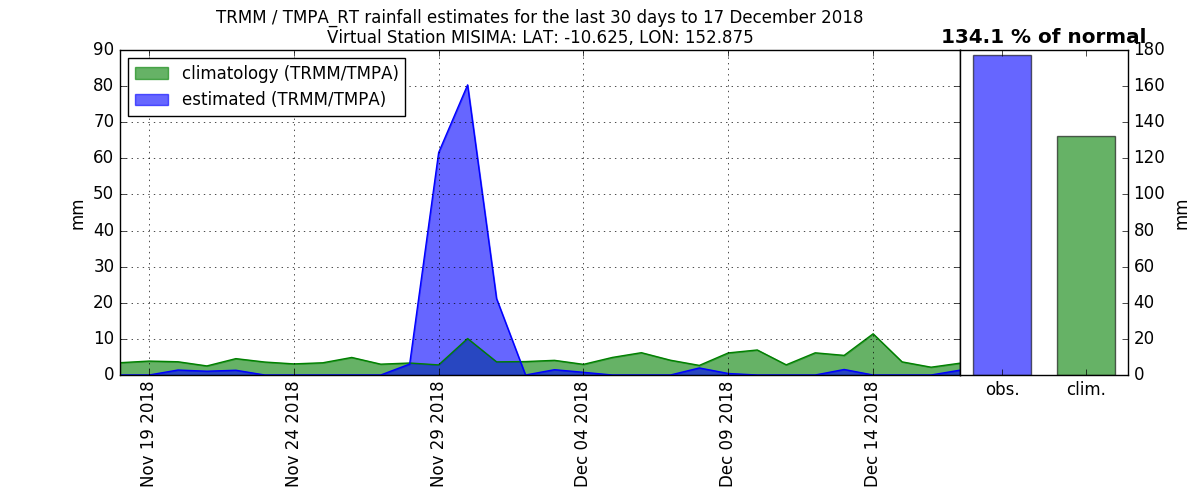 TRMM / TMPA_RT rainfall estimates for the last 30 days to 17 December 2018
Virtual Station MISIMA: LAT: -10.625, LON: 152.875
134.1 % of normal
climatology (TRMM/TMPA)
estimated (TRMM/TMPA)
mm
90
80
70
60
50
40
30
20
10
0
Nov 19 2018
Nov 24 2018
Nov 29 2018
Dec 04 2018
Dec 09 2018
Dec 14 2018
obs.
clim.
180
160
140
120
100
80
60
40
20
0
mm